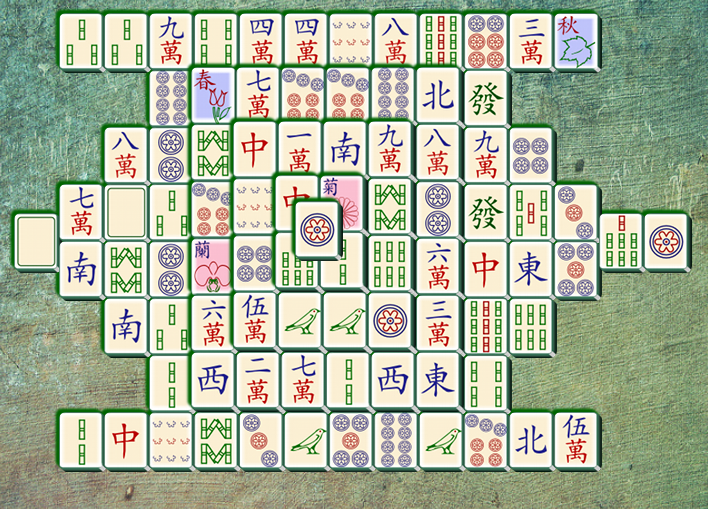 九萬 四萬 四萬 八萬 三萬 秋
春 七萬 北 發
八萬 中 一萬 南 九萬 八萬 九萬
七萬 中 菊 發
南 蘭 六萬 中 東
南 六萬 伍萬 三萬
西 二萬 七萬 西 東
中 北 伍萬